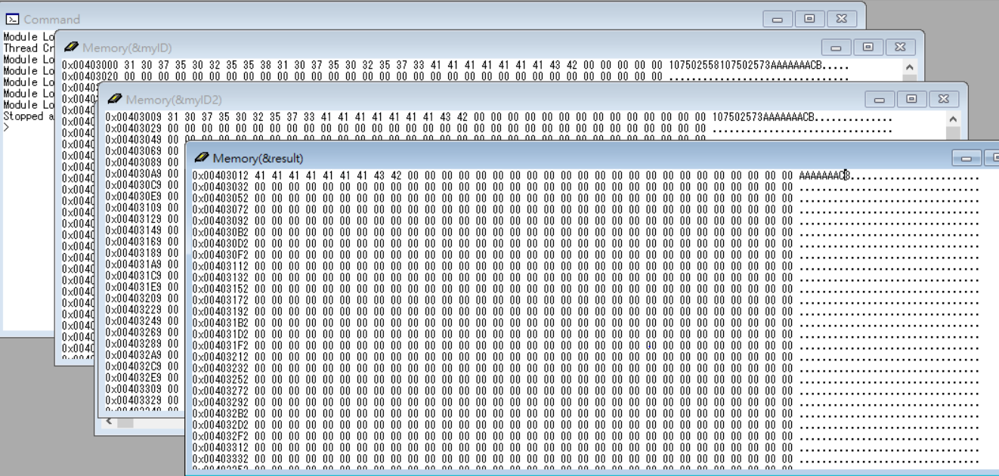 Command
Module Lo
Thread Cr
Module Lo
Module Lo
Module Lo
Module Lo
Module Lo
Stopped a
>
Memory(&myID)
0x00403000 31 30 37 35 30 32 35 35 38 31 30 37 35 30 32 35 37 33 41 41 41 41 41 41 41 43 42 00 00 00 00 00 107502558107502573AAAAAAACB.....
0x00403020 00 00 00 00 00 00 00 00 00 00 00 00 00 00 00 00 00 00 00 00 00 00 00 00 00 00 00 00 00 00 00 00 ................................
Memory(&myID2)
0x00403009 31 30 37 35 30 32 35 37 33 41 41 41 41 41 41 41 43 42 00 00 00 00 00 00 00 00 00 00 00 00 00 00 107502573AAAAAAACB..............
0x00403029 00 00 00 00 00 00 00 00 00 00 00 00 00 00 00 00 00 00 00 00 00 00 00 00 00 00 00 00 00 00 00 00 ................................
0x00403049 00 00 00 00 00 00 00 00 00 00 00 00 00 00 00 00 00 00 00 00 00 00 00 00 00 00 00 00 00 00 00 00
0x00403069 00
0x00403089 00
0x004030A9 00
0x004030C9 00
0x004030E9 00
0x00403109 00
0x00403129 00
0x00403149 00
0x00403169 00
0x00403189 00
0x004031A9 00
0x004031C9 00
0x004031E9 00
0x00403209 00
0x00403229 00
0x00403249 00
0x00403269 00
0x00403289 00
0x004032A9 00
0x004032C9 00
0x004032E9 00
0x00403309 00
0x00403329 00
Memory(&result)
0x00403012 41 41 41 41 41 41 41 43 42 00 00 00 00 00 00 00 00 00 00 00 00 00 00 00 00 00 00 00 00 00 00 00 AAAAAAACB.......................
0x00403032 00 00 00 00 00 00 00 00 00 00 00 00 00 00 00 00 00 00 00 00 00 00 00 00 00 00 00 00 00 00 00 00 ................................
0x00403052 00 00 00 00 00 00 00 00 00 00 00 00 00 00 00 00 00 00 00 00 00 00 00 00 00 00 00 00 00 00 00 00 ................................
0x00403072 00 00 00 00 00 00 00 00 00 00 00 00 00 00 00 00 00 00 00 00 00 00 00 00 00 00 00 00 00 00 00 00 ................................
0x00403092 00 00 00 00 00 00 00 00 00 00 00 00 00 00 00 00 00 00 00 00 00 00 00 00 00 00 00 00 00 00 00 00 ................................
0x004030B2 00 00 00 00 00 00 00 00 00 00 00 00 00 00 00 00 00 00 00 00 00 00 00 00 00 00 00 00 00 00 00 00 ................................
0x004030D2 00 00 00 00 00 00 00 00 00 00 00 00 00 00 00 00 00 00 00 00 00 00 00 00 00 00 00 00 00 00 00 00 ................................
0x004030F2 00 00 00 00 00 00 00 00 00 00 00 00 00 00 00 00 00 00 00 00 00 00 00 00 00 00 00 00 00 00 00 00 ................................
0x00403112 00 00 00 00 00 00 00 00 00 00 00 00 00 00 00 00 00 00 00 00 00 00 00 00 00 00 00 00 00 00 00 00 ................................
0x00403132 00 00 00 00 00 00 00 00 00 00 00 00 00 00 00 00 00 00 00 00 00 00 00 00 00 00 00 00 00 00 00 00 ................................
0x00403152 00 00 00 00 00 00 00 00 00 00 00 00 00 00 00 00 00 00 00 00 00 00 00 00 00 00 00 00 00 00 00 00 ................................
0x00403172 00 00 00 00 00 00 00 00 00 00 00 00 00 00 00 00 00 00 00 00 00 00 00 00 00 00 00 00 00 00 00 00 ................................
0x00403192 00 00 00 00 00 00 00 00 00 00 00 00 00 00 00 00 00 00 00 00 00 00 00 00 00 00 00 00 00 00 00 00 ................................
0x004031B2 00 00 00 00 00 00 00 00 00 00 00 00 00 00 00 00 00 00 00 00 00 00 00 00 00 00 00 00 00 00 00 00 ................................
0x004031D2 00 00 00 00 00 00 00 00 00 00 00 00 00 00 00 00 00 00 00 00 00 00 00 00 00 00 00 00 00 00 00 00 ................................
0x004031F2 00 00 00 00 00 00 00 00 00 00 00 00 00 00 00 00 00 00 00 00 00 00 00 00 00 00 00 00 00 00 00 00 ................................
0x00403212 00 00 00 00 00 00 00 00 00 00 00 00 00 00 00 00 00 00 00 00 00 00 00 00 00 00 00 00 00 00 00 00 ................................
0x00403232 00 00 00 00 00 00 00 00 00 00 00 00 00 00 00 00 00 00 00 00 00 00 00 00 00 00 00 00 00 00 00 00 ................................
0x00403252 00 00 00 00 00 00 00 00 00 00 00 00 00 00 00 00 00 00 00 00 00 00 00 00 00 00 00 00 00 00 00 00 ................................
0x00403272 00 00 00 00 00 00 00 00 00 00 00 00 00 00 00 00 00 00 00 00 00 00 00 00 00 00 00 00 00 00 00 00 ................................
0x00403292 00 00 00 00 00 00 00 00 00 00 00 00 00 00 00 00 00 00 00 00 00 00 00 00 00 00 00 00 00 00 00 00 ................................
0x004032B2 00 00 00 00 00 00 00 00 00 00 00 00 00 00 00 00 00 00 00 00 00 00 00 00 00 00 00 00 00 00 00 00 ................................
0x004032D2 00 00 00 00 00 00 00 00 00 00 00 00 00 00 00 00 00 00 00 00 00 00 00 00 00 00 00 00 00 00 00 00 ................................
0x004032F2 00 00 00 00 00 00 00 00 00 00 00 00 00 00 00 00 00 00 00 00 00 00 00 00 00 00 00 00 00 00 00 00 ................................
0x00403312 00 00 00 00 00 00 00 00 00 00 00 00 00 00 00 00 00 00 00 00 00 00 00 00 00 00 00 00 00 00 00 00 ................................
0x00403332 00 00 00 00 00 00 00 00 00 00 00 00 00 00 00 00 00 00 00 00 00 00 00 00 00 00 00 00 00 00 00 00 ................................